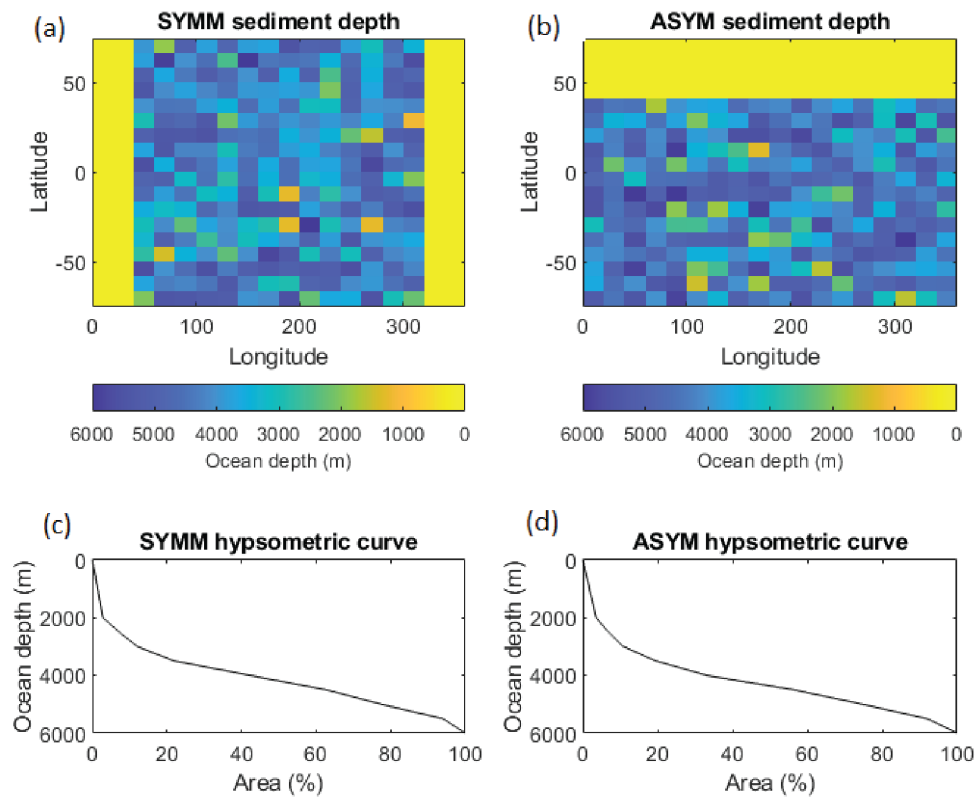 (a)
SYMM sediment depth
50
0
-50
Latitude
0 100 200 300
Longitude
6000 5000 4000 3000 2000 1000 0
Ocean depth (m)
(b)
ASYM sediment depth
50
0
-50
Latitude
0 100 200 300
Longitude
6000 5000 4000 3000 2000 1000 0
Ocean depth (m)
(c)
SYMM hypsometric curve
0
2000
4000
6000
Ocean depth (m)
0 20 40 60 80 100
Area (%)
(d)
ASYM hypsometric curve
0
2000
4000
6000
Ocean depth (m)
0 20 40 60 80 100
Area (%)